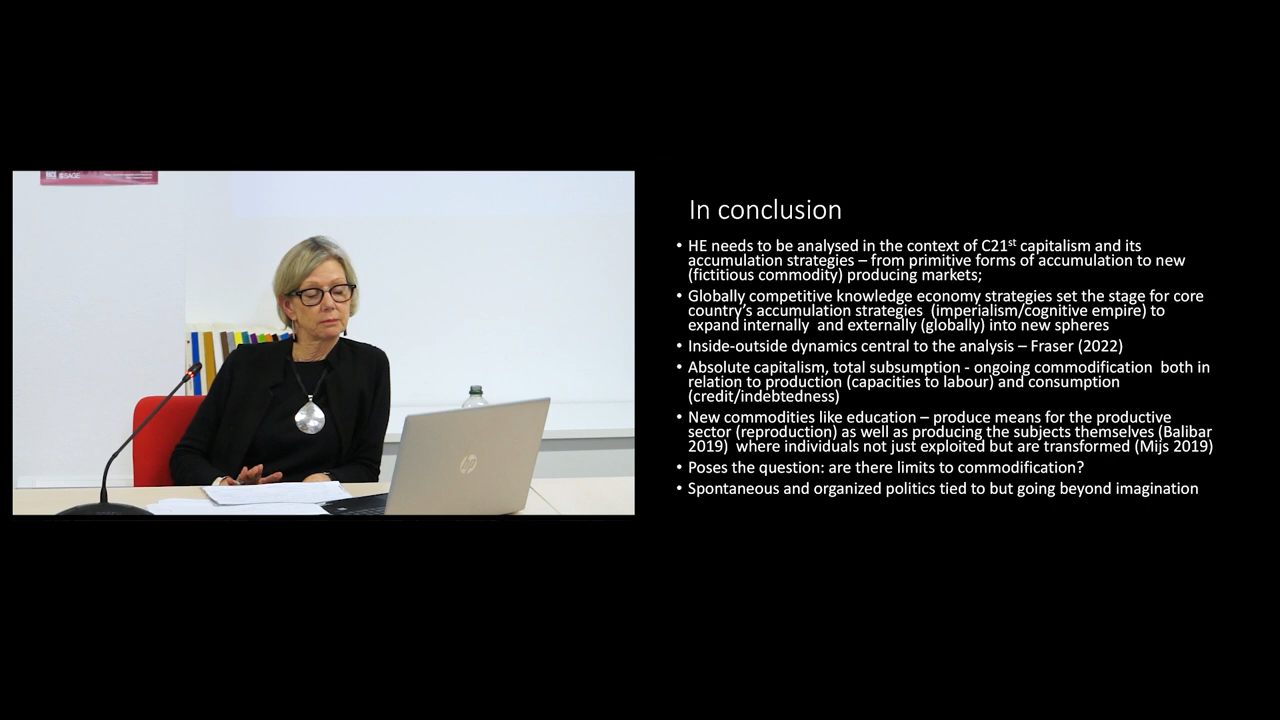 SAGE
In conclusion
• HE needs to be analysed in the context of C21st capitalism and its
accumulation strategies – from primitive forms of accumulation to new
(fictitious commodity) producing markets;
• Globally competitive knowledge economy strategies set the stage for core
country's accumulation strategies (imperialism/cognitive empire) to
expand internally and externally (globally) into new spheres
• Inside-outside dynamics central to the analysis – Fraser (2022)
• Absolute capitalism, total subsumption - ongoing commodification both in
relation to production (capacities to labour) and consumption
(credit/indebtedness)
• New commodities like education – produce means for the productive
sector (reproduction) as well as producing the subjects themselves (Balibar
2019) where individuals not just exploited but are transformed (Mijs 2019)
• Poses the question: are there limits to commodification?
• Spontaneous and organized politics tied to but going beyond imagination
hp